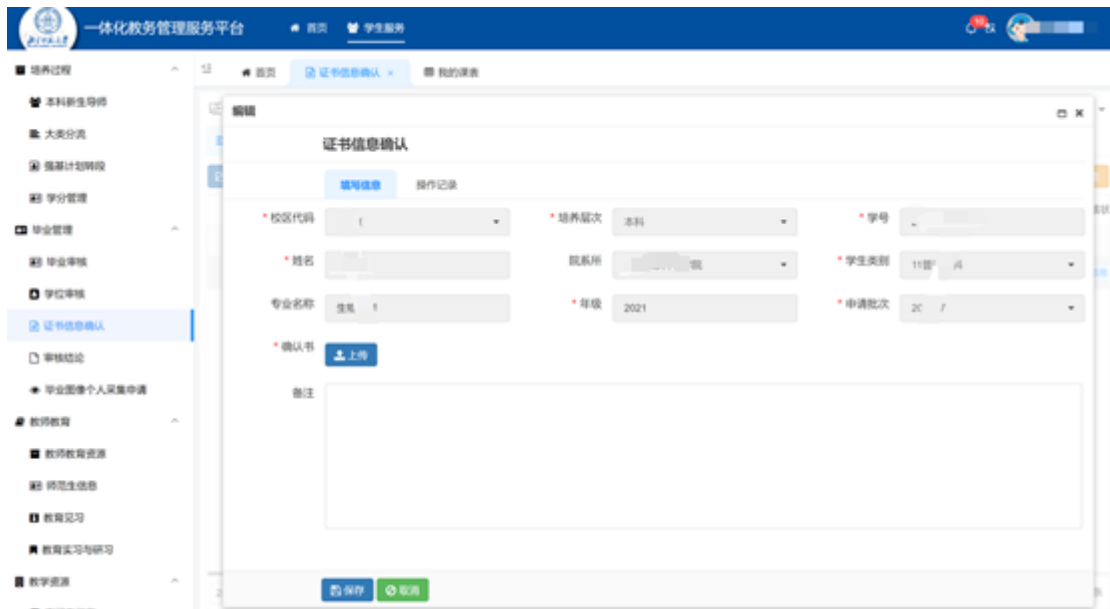 一体化教务管理服务平台
首页
学生服务
培养过程
首页
证书信息确认 ×
我的课表
本科新生导师
大类分流
强基计划转段
学分管理
毕业管理
毕业审核
学位审核
证书信息确认
审核结论
毕业图像个人采集申请
教师教育
教师教育资源
师范生信息
教育见习
教育实习与研习
教学资源
编辑
证书信息确认
填写信息
操作记录
* 校区代码
* 培养层次 本科
* 学号
* 姓名
院系所 院
* 学生类别
专业名称
* 年级 2021
* 申请批次
* 确认书 上传
备注
保存
取消